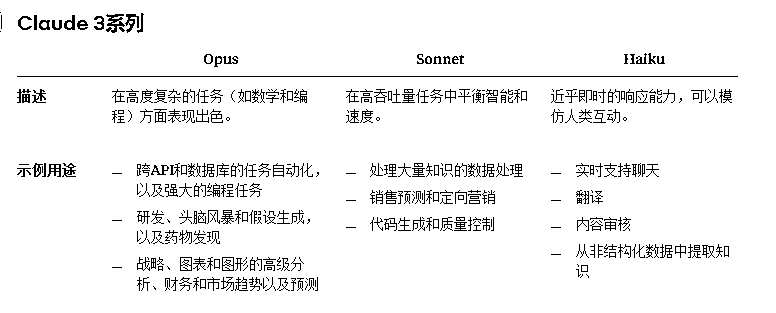 Claude 3系列
Opus
Sonnet
Haiku
描述
在高度复杂的任务（如数学和编
程）方面表现出色。
在高吞吐量任务中平衡智能和
速度。
近乎即时的响应能力，可以模
仿人类互动。
示例用途
— 跨API和数据库的任务自动化，
以及强大的编程任务
— 研发、头脑风暴和假设生成，
以及药物发现
— 战略、图表和图形的高级分
析、财务和市场趋势以及预测
— 处理大量知识的数据处理
— 销售预测和定向营销
— 代码生成和质量控制
— 实时支持聊天
— 翻译
— 内容审核
— 从非结构化数据中提取知
识